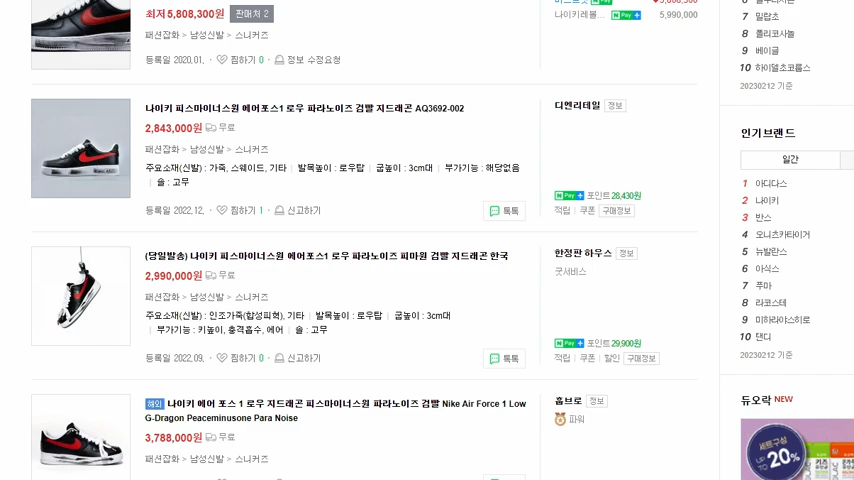 최저 5,808,300원 판매처 2
패션잡화 > 남성신발 > 스니커즈
등록일 2020.01. · 찜하기 0 · 정보 수정요청
N Pay + 5,808,300
나이키레볼... N Pay + 5,990,000
나이키 피스마이너스원 에어포스1 로우 파라노이즈 검빨 지드래곤 AQ3692-002
2,843,000원 무료
패션잡화 > 남성신발 > 스니커즈
주요소재(신발) : 가죽, 스웨이드, 기타 | 발목높이 : 로우탑 | 굽높이 : 3cm대 | 부가기능 : 해당없음
| 솔 : 고무
등록일 2022.12. · 찜하기 1 · 신고하기
톡톡
디엔리테일 정보
N Pay + 포인트 28,430원
적립 | 쿠폰 구매정보
(당일발송) 나이키 피스마이너스원 에어포스1 로우 파라노이즈 피마원 검빨 지드래곤 한국
2,990,000원 무료
패션잡화 > 남성신발 > 스니커즈
주요소재(신발) : 인조가죽(합성피혁), 기타 | 발목높이 : 로우탑 | 굽높이 : 3cm대
| 부가기능 : 키높이, 충격흡수, 에어 | 솔 : 고무
등록일 2022.09. · 찜하기 0 · 신고하기
톡톡
한정판 하우스 정보
굿서비스
N Pay + 포인트 29,900원
적립 | 쿠폰 | 할인 구매정보
해외 나이키 에어 포스 1 로우 지드래곤 피스마이너스원 파라노이즈 검빨 Nike Air Force 1 Low
G-Dragon Peaceminusone Para Noise
3,788,000원 무료
패션잡화 > 남성신발 > 스니커즈
홉브로 정보
파워
7 밀랍초
8 폴리코사놀
9 베이글
10 하이델초코롬스
20230212 기준
인기브랜드
일간
1 아디다스
2 나이키
3 반스
4 오니츠카타이거
5 뉴발란스
6 아식스
7 푸마
8 라코스테
9 미하라야스히로
10 탠디
20230212 기준
듀오락 NEW
세트구성
UP TO 20%